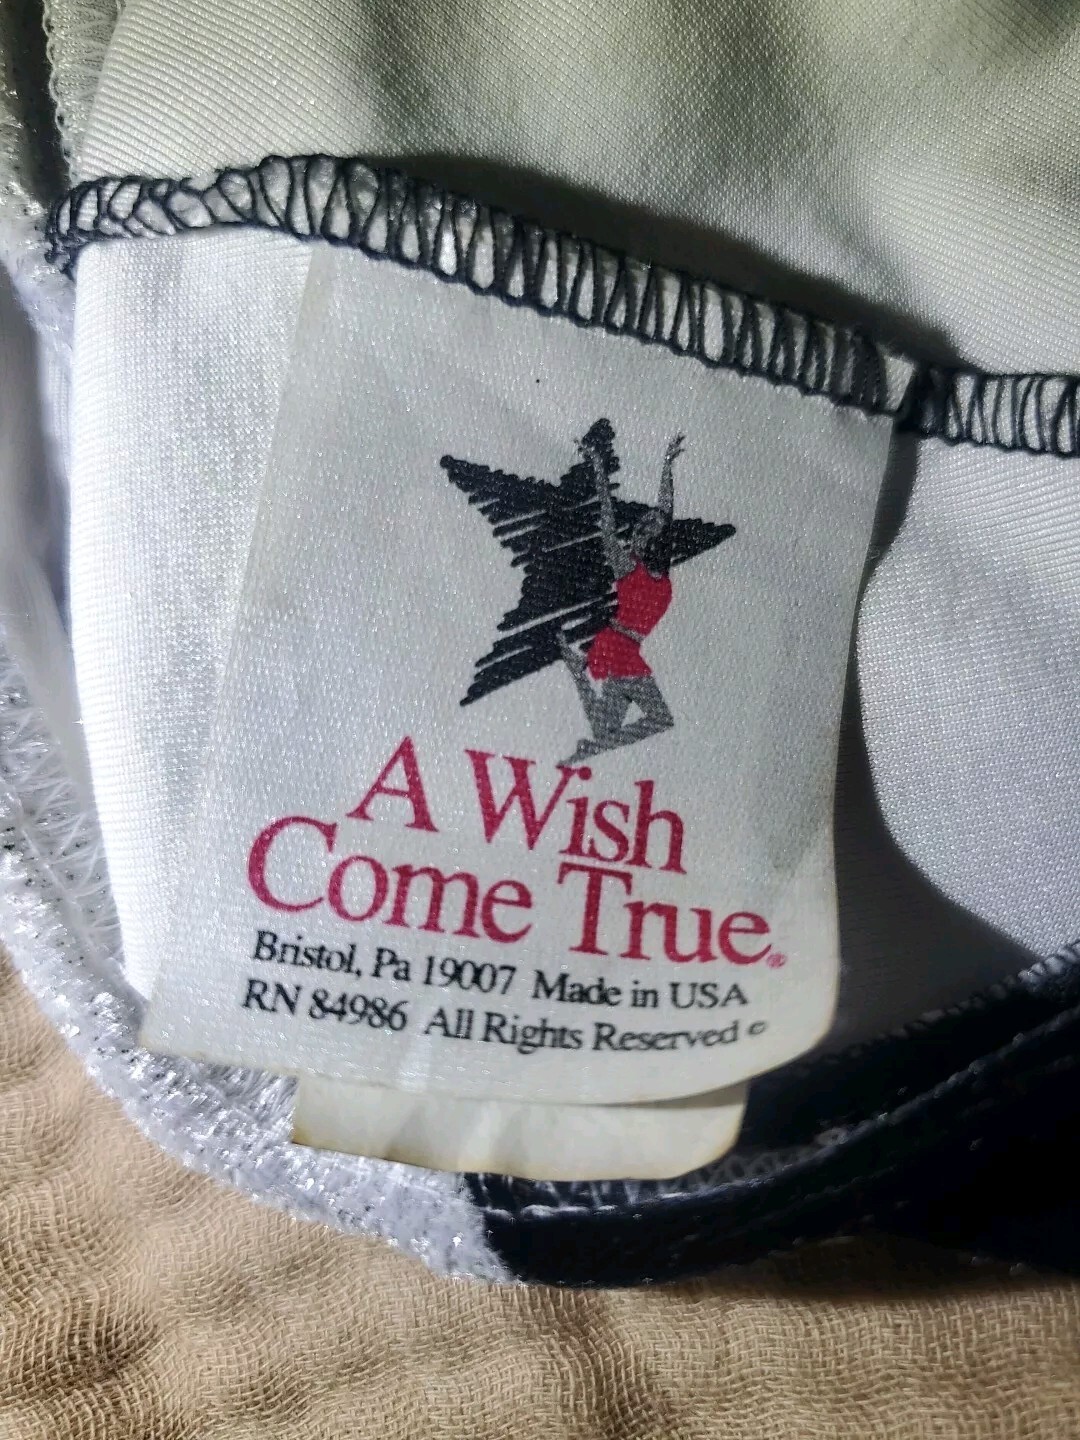 A Wish
Come True®
Bristol, Pa 19007 Made in USA
RN 84986 All Rights Reserved ©